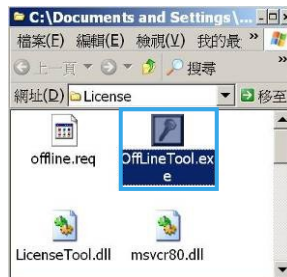 C:\Documents and Settings\...
檔案(F) 編輯(E) 檢視(V) 我的最 »
上一頁 搜尋 »
網址(D) License 移至
offline.req
OffLineTool.ex
e
LicenseTool.dll
msvcr80.dll